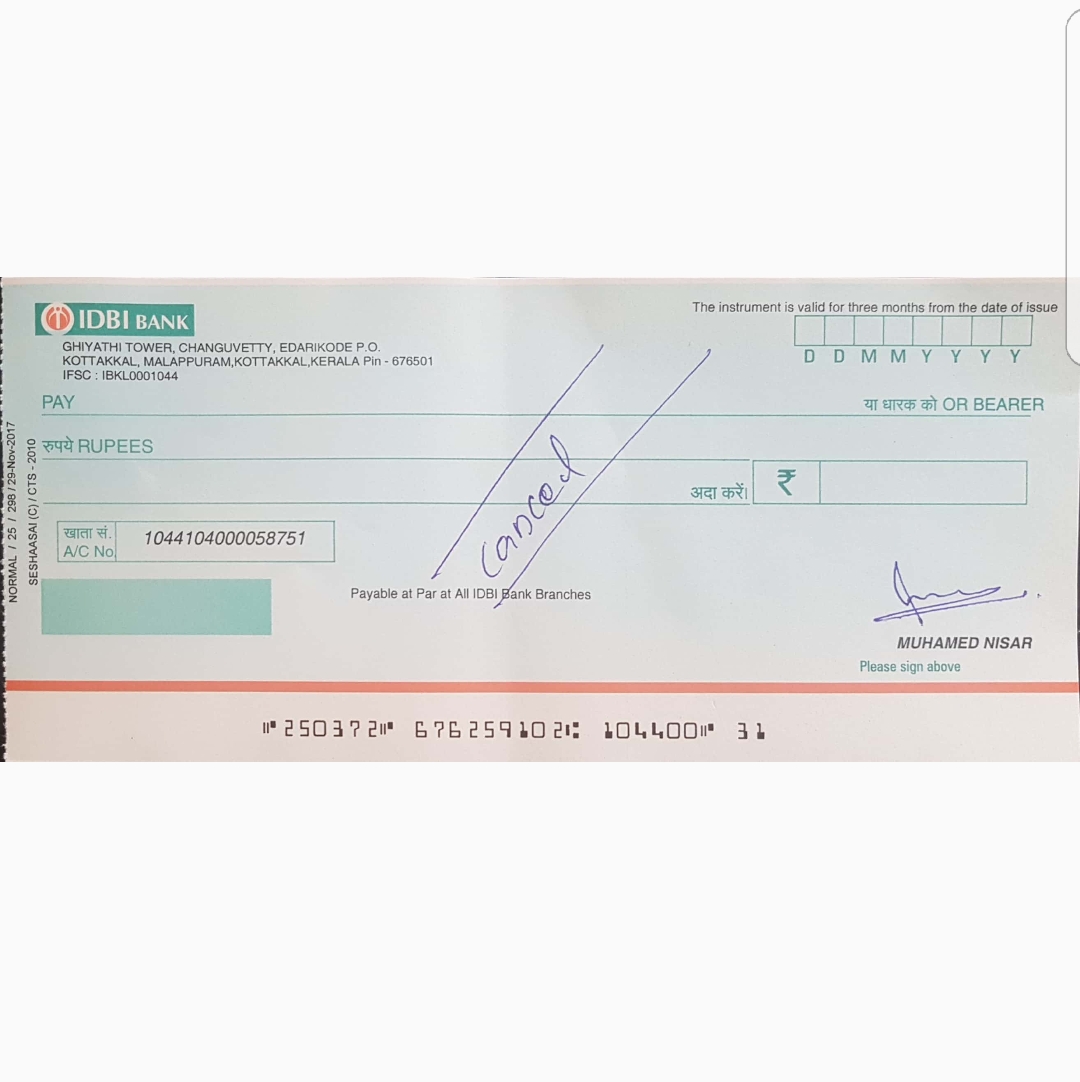 IDBI BANK
The instrument is valid for three months from the date of issue
GHIYATHI TOWER, CHANGUVETTY, EDARIKODE P.O.
KOTTAKKAL, MALAPPURAM,KOTTAKKAL,KERALA Pin - 676501
IFSC : IBKL0001044
D D M M Y Y Y Y
PAY
या धारक को OR BEARER
रुपये RUPEES
अदा करें। ₹
Canced
खाता सं.
A/C No. 1044104000058751
Payable at Par at All IDBI Bank Branches
MUHAMED NISAR
Please sign above
NORMAL / 25 / 298 / 29-Nov-2017
SESHAASAI (C) / CTS - 2010
⑈250372⑈ 676259102⑆ 104400⑈ 31